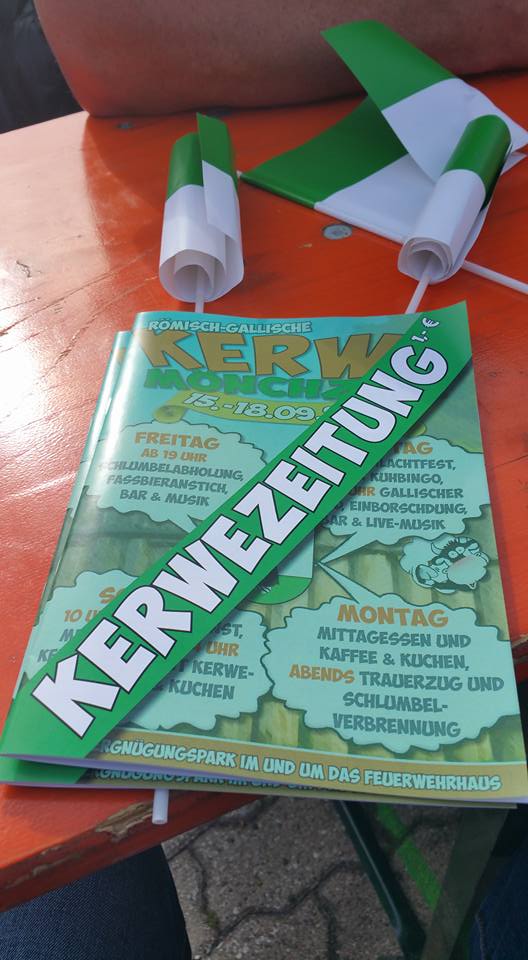 RÖMISCH-GALLISCHE
KERW
MÖNCHZ
15.-18.09.
KERWEZEITUNG
1,- €
FREITAG
AB 19 UHR
SCHLUMBELABHOLUNG,
FASSBIERANSTICH,
BAR & MUSIK
TAG
LACHTFEST,
KUHBINGO,
UHR GALLISCHER
EINBORSCHDUNG,
BAR & LIVE-MUSIK
10 U
ST,
UHR
KERWE-
& KUCHEN
MONTAG
MITTAGESSEN UND
KAFFEE & KUCHEN,
ABENDS TRAUERZUG UND
SCHLUMBEL-
VERBRENNUNG
RGNÜGUNGSPARK IM UND UM DAS FEUERWEHRHAUS